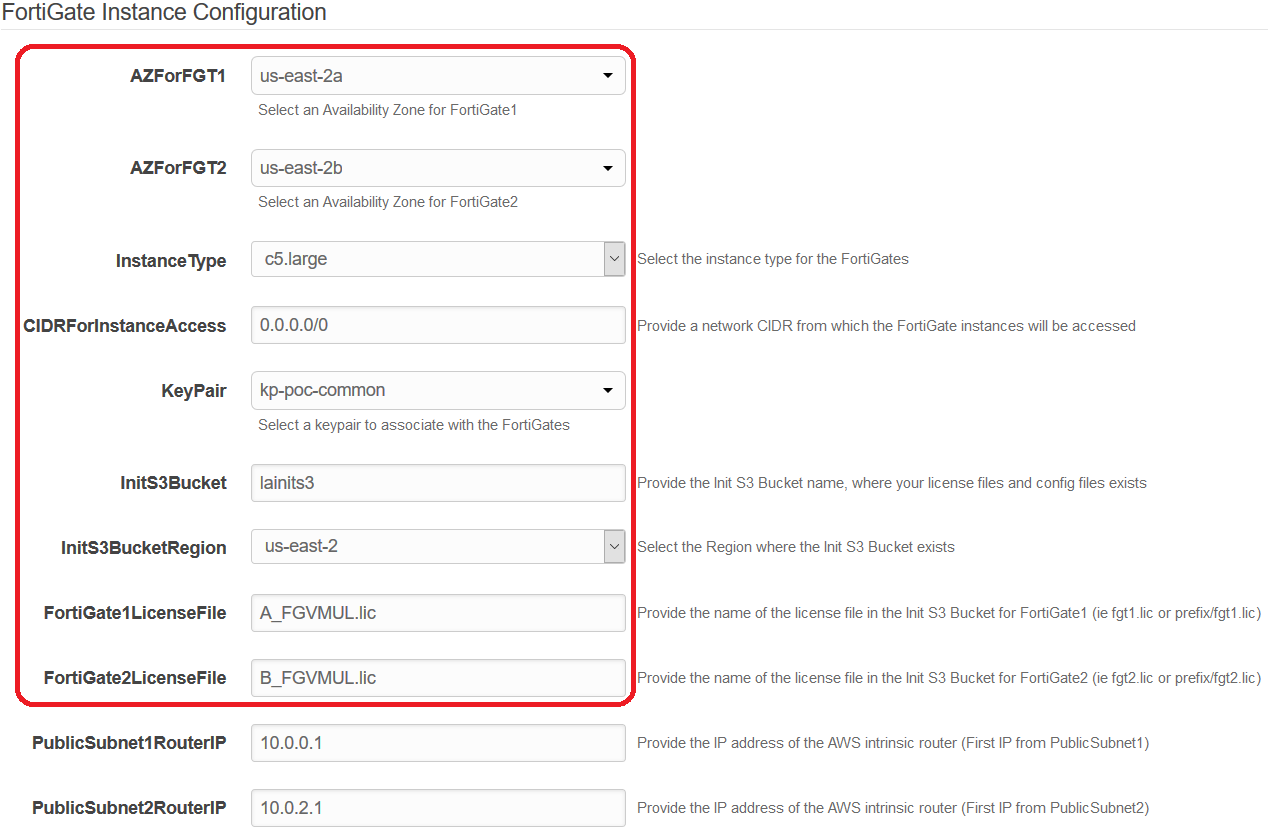 FortiGate Instance Configuration
AZForFGT1 us-east-2a
Select an Availability Zone for FortiGate1
AZForFGT2 us-east-2b
Select an Availability Zone for FortiGate2
InstanceType c5.large Select the instance type for the FortiGates
CIDRForInstanceAccess 0.0.0.0/0 Provide a network CIDR from which the FortiGate instances will be accessed
KeyPair kp-poc-common
Select a keypair to associate with the FortiGates
InitS3Bucket lainits3 Provide the Init S3 Bucket name, where your license files and config files exists
InitS3BucketRegion us-east-2 Select the Region where the Init S3 Bucket exists
FortiGate1LicenseFile A_FGVMUL.lic Provide the name of the license file in the Init S3 Bucket for FortiGate1 (ie fgt1.lic or prefix/fgt1.lic)
FortiGate2LicenseFile B_FGVMUL.lic Provide the name of the license file in the Init S3 Bucket for FortiGate2 (ie fgt2.lic or prefix/fgt2.lic)
PublicSubnet1RouterIP 10.0.0.1 Provide the IP address of the AWS intrinsic router (First IP from PublicSubnet1)
PublicSubnet2RouterIP 10.0.2.1 Provide the IP address of the AWS intrinsic router (First IP from PublicSubnet2)